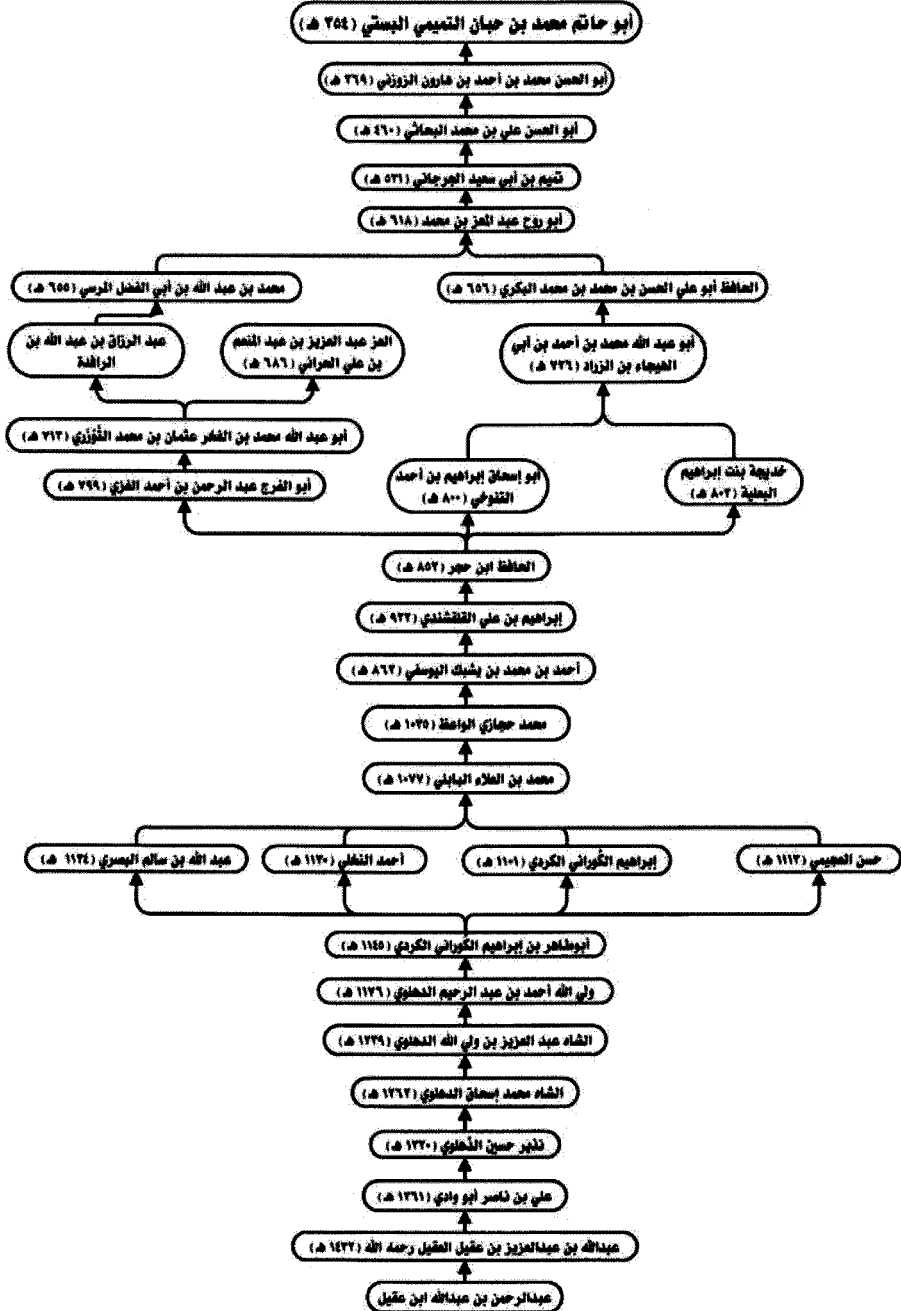 أبو حاتم محمد بن حبان التميمي البستي (٣٥٤ هـ)
أبو الحسن محمد بن أحمد بن هارون الزوزني (٣٦٩ هـ)
أبو الحسن علي بن محمد البحاثي (٤٦٠ هـ)
تميم بن أبي سعيد الجرجاني (٥٣١ هـ)
أبو روح عبد المعز بن محمد (٦١٨ هـ)
الحافظ أبو علي الحسن بن محمد بن محمد البكري (٦٥٦ هـ)
محمد بن عبد الله بن أبي الفضل المرسي (٦٥٥ هـ)
أبو عبد الله محمد بن أحمد بن أبي
الهيجاء بن الزراد (٧٢٦ هـ)
العز عبد العزيز بن عبد المنعم
بن علي الحراني (٦٨٦ هـ)
عبد الرزاق بن عبد الله بن
الرافدة
أبو عبد الله محمد بن الفخر عثمان بن محمد التُّوْزَري (٧١٣ هـ)
خديجة بنت إبراهيم
البعلية (٨٠٣ هـ)
أبو إسحاق إبراهيم بن أحمد
التنوخي (٨٠٠ هـ)
أبو الفرج عبد الرحمن بن أحمد الغزي (٧٩٩ هـ)
الحافظ ابن حجر (٨٥٢ هـ)
إبراهيم بن علي القلقشندي (٩٢٢ هـ)
أحمد بن محمد بن يشبك اليوسفي (٨٦٢ هـ)
محمد حجازي الواعظ (١٠٣٥ هـ)
محمد بن العلاء البابلي (١٠٧٧ هـ)
حسن العجيمي (١١١٣ هـ)
إبراهيم الكُوراني الكردي (١١٠١ هـ)
أحمد النخلي (١١٣٠ هـ)
عبد الله بن سالم البصري (١١٣٤ هـ)
أبوطاهر بن إبراهيم الكُوراني الكردي (١١٤٥ هـ)
ولي الله أحمد بن عبد الرحيم الدهلوي (١١٧٦ هـ)
الشاه عبد العزيز بن ولي الله الدهلوي (١٢٣٩ هـ)
الشاه محمد إسحاق الدهلوي (١٢٦٢ هـ)
نذير حسين الدِّهلوي (١٣٢٠ هـ)
علي بن ناصر أبو وادي (١٣٦١ هـ)
عبدالله بن عبدالعزيز بن عقيل العقيل رحمه الله (١٤٣٢ هـ)
عبدالرحمن بن عبدالله ابن عقيل